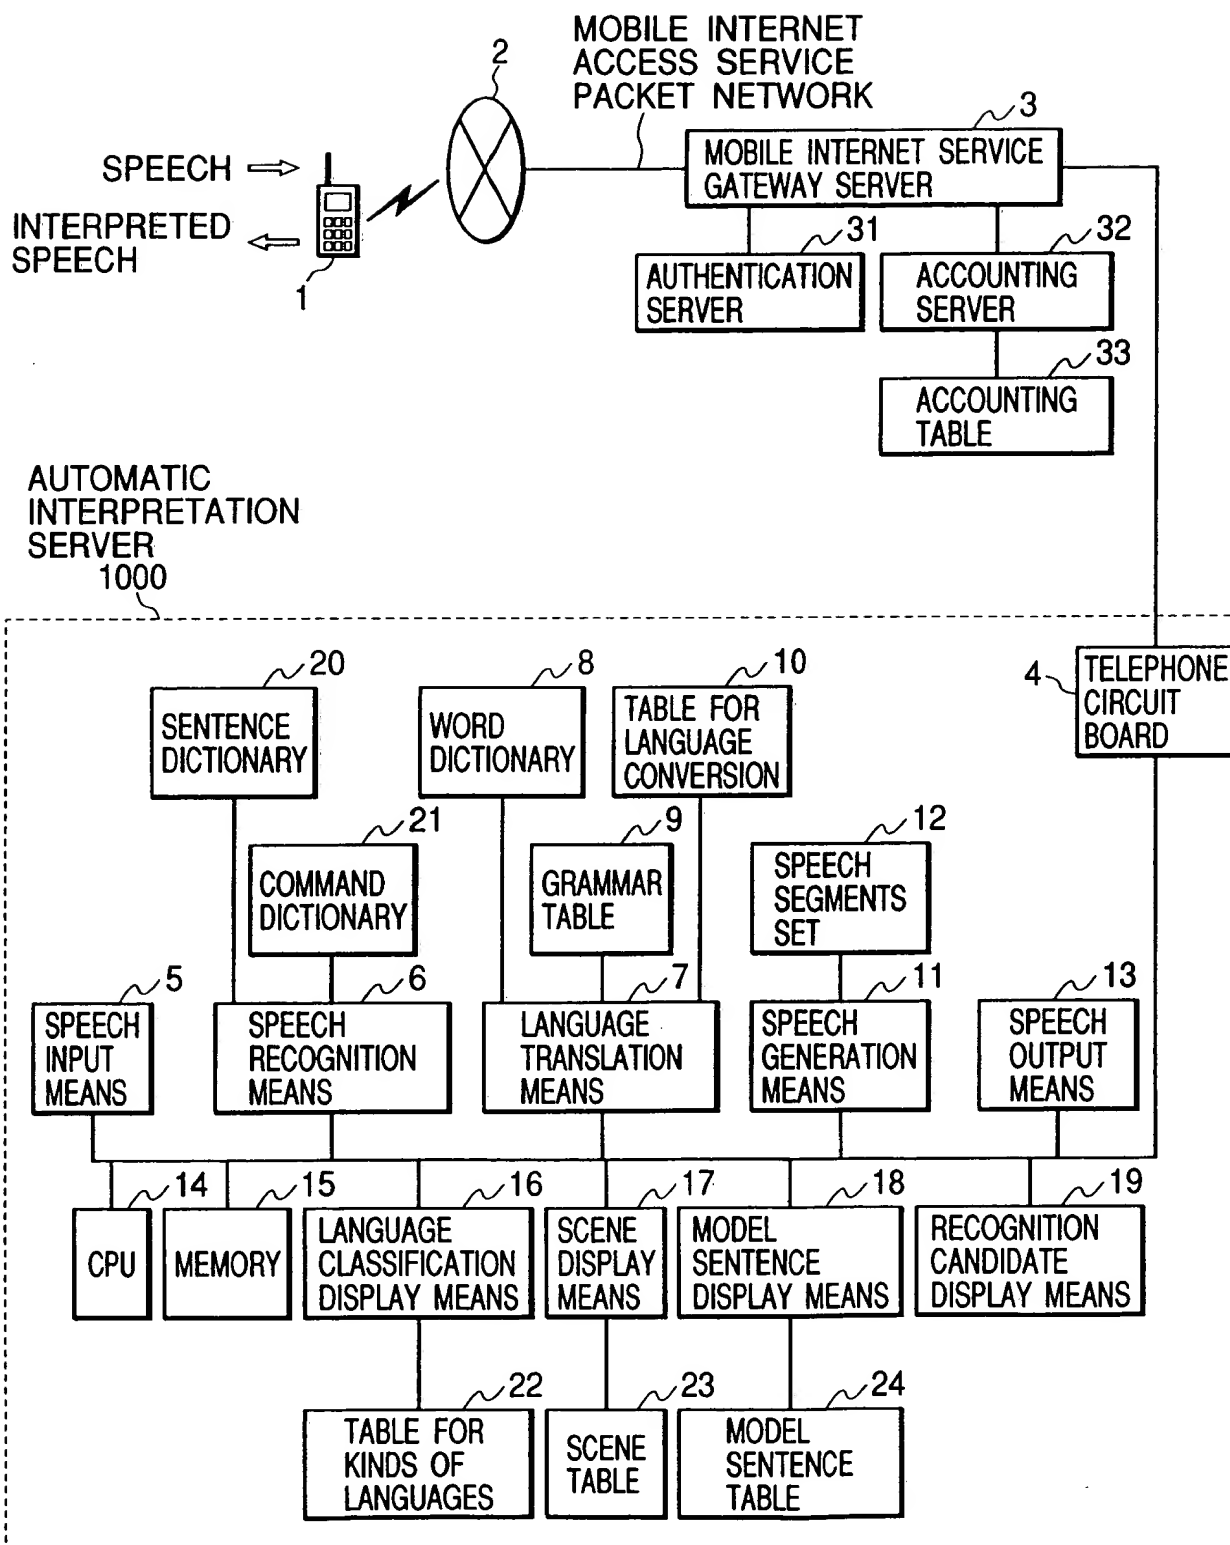 MOBILE INTERNET
ACCESS SERVICE
PACKET NETWORK
2
3
SPEECH
MOBILE INTERNET SERVICE
GATEWAY SERVER
INTERPRETED
SPEECH
1
31
32
AUTHENTICATION
SERVER
ACCOUNTING
SERVER
33
ACCOUNTING
TABLE
AUTOMATIC
INTERPRETATION
SERVER
1000
20
8
10
4
TELEPHONE
CIRCUIT
BOARD
SENTENCE
DICTIONARY
WORD
DICTIONARY
TABLE FOR
LANGUAGE
CONVERSION
21
9
12
COMMAND
DICTIONARY
GRAMMAR
TABLE
SPEECH
SEGMENTS
SET
5
6
7
11
13
SPEECH
INPUT
MEANS
SPEECH
RECOGNITION
MEANS
LANGUAGE
TRANSLATION
MEANS
SPEECH
GENERATION
MEANS
SPEECH
OUTPUT
MEANS
14
15
16
17
18
19
CPU
MEMORY
LANGUAGE
CLASSIFICATION
DISPLAY MEANS
SCENE
DISPLAY
MEANS
MODEL
SENTENCE
DISPLAY MEANS
RECOGNITION
CANDIDATE
DISPLAY MEANS
22
23
24
TABLE FOR
KINDS OF
LANGUAGES
SCENE
TABLE
MODEL
SENTENCE
TABLE